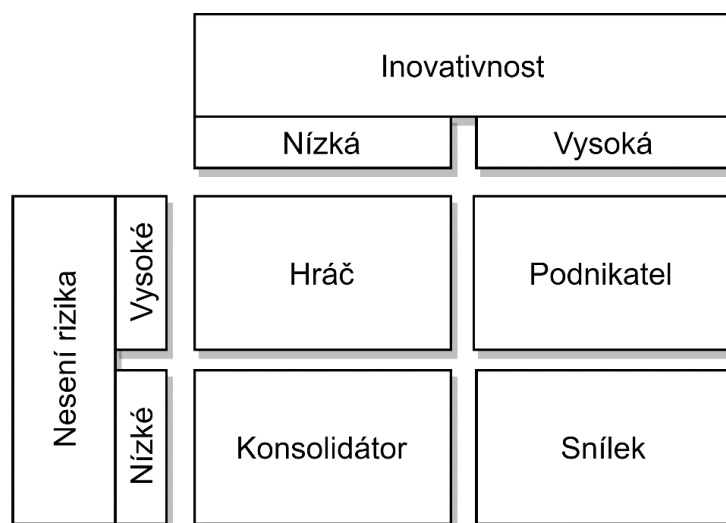 Inovativnost
Nízká
Vysoká
Nesení rizika
Vysoké
Hráč
Podnikatel
Nízké
Konsolidátor
Snílek